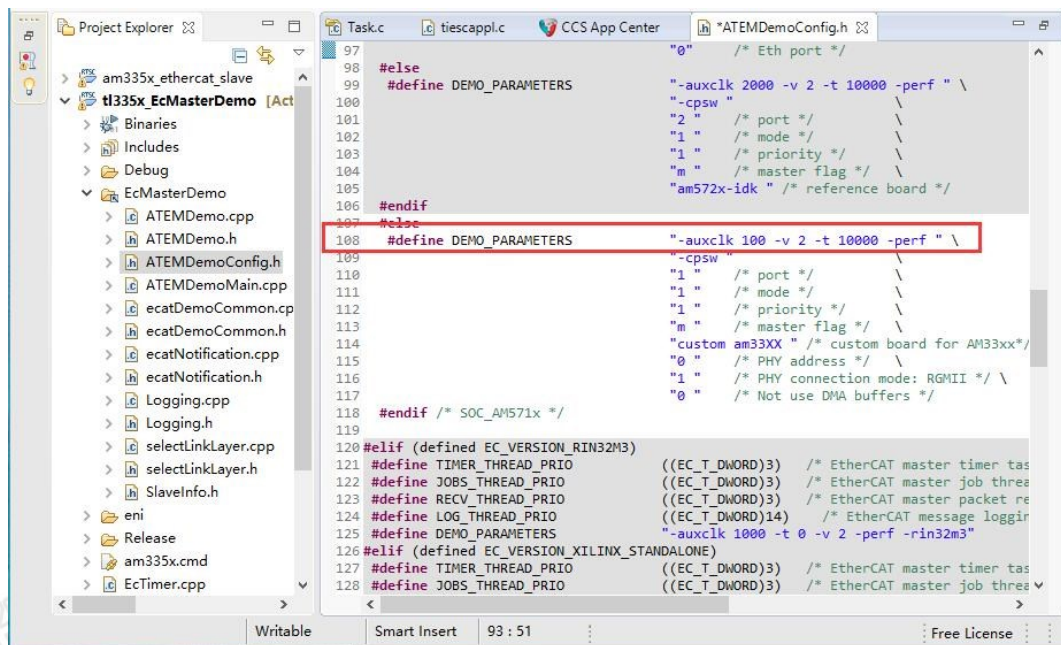 Project Explorer
Task.c
tiescappl.c
CCS App Center
*ATEMDemoConfig.h
am335x_ethercat_slave
tl335x_EcMasterDemo [Act
Binaries
Includes
Debug
EcMasterDemo
ATEMDemo.cpp
ATEMDemo.h
ATEMDemoConfig.h
ATEMDemoMain.cpp
ecatDemoCommon.cp
ecatDemoCommon.h
ecatNotification.cpp
ecatNotification.h
Logging.cpp
Logging.h
selectLinkLayer.cpp
selectLinkLayer.h
SlaveInfo.h
eni
Release
am335x.cmd
EcTimer.cpp
97 "0" /* Eth port */
98 #else
99 #define DEMO_PARAMETERS "-auxclk 2000 -v 2 -t 10000 -perf " \
100 "-cpsw " \
101 "2 " /* port */ \
102 "1 " /* mode */ \
103 "1 " /* priority */ \
104 "m " /* master flag */ \
105 "am572x-idk " /* reference board */
106 #endif
107 #else
108 #define DEMO_PARAMETERS "-auxclk 100 -v 2 -t 10000 -perf " \
109 "-cpsw " \
110 "1 " /* port */ \
111 "1 " /* mode */ \
112 "1 " /* priority */ \
113 "m " /* master flag */ \
114 "custom am33XX " /* custom board for AM33xx*/
115 "0 " /* PHY address */ \
116 "1 " /* PHY connection mode: RGMII */ \
117 "0 " /* Not use DMA buffers */
118 #endif /* SOC_AM571x */
119
120 #elif (defined EC_VERSION_RIN32M3)
121 #define TIMER_THREAD_PRIO ((EC_T_DWORD)3) /* EtherCAT master timer tas
122 #define JOBS_THREAD_PRIO ((EC_T_DWORD)3) /* EtherCAT master job threa
123 #define RECV_THREAD_PRIO ((EC_T_DWORD)3) /* EtherCAT master packet re
124 #define LOG_THREAD_PRIO ((EC_T_DWORD)14) /* EtherCAT message loggin
125 #define DEMO_PARAMETERS "-auxclk 1000 -t 0 -v 2 -perf -rin32m3"
126 #elif (defined EC_VERSION_XILINX_STANDALONE)
127 #define TIMER_THREAD_PRIO ((EC_T_DWORD)3) /* EtherCAT master timer tas
128 #define JOBS_THREAD_PRIO ((EC_T_DWORD)3) /* EtherCAT master job threa
Writable
Smart Insert
93 : 51
Free License